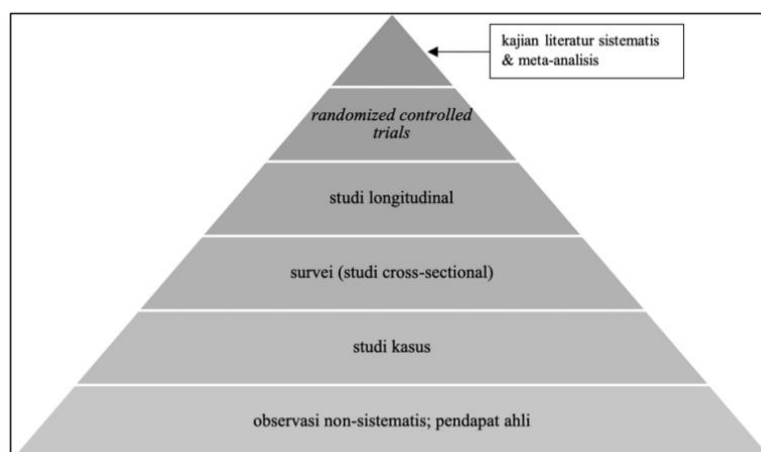 kajian literatur sistematis
& meta-analisis
randomized controlled
trials
studi longitudinal
survei (studi cross-sectional)
studi kasus
observasi non-sistematis; pendapat ahli